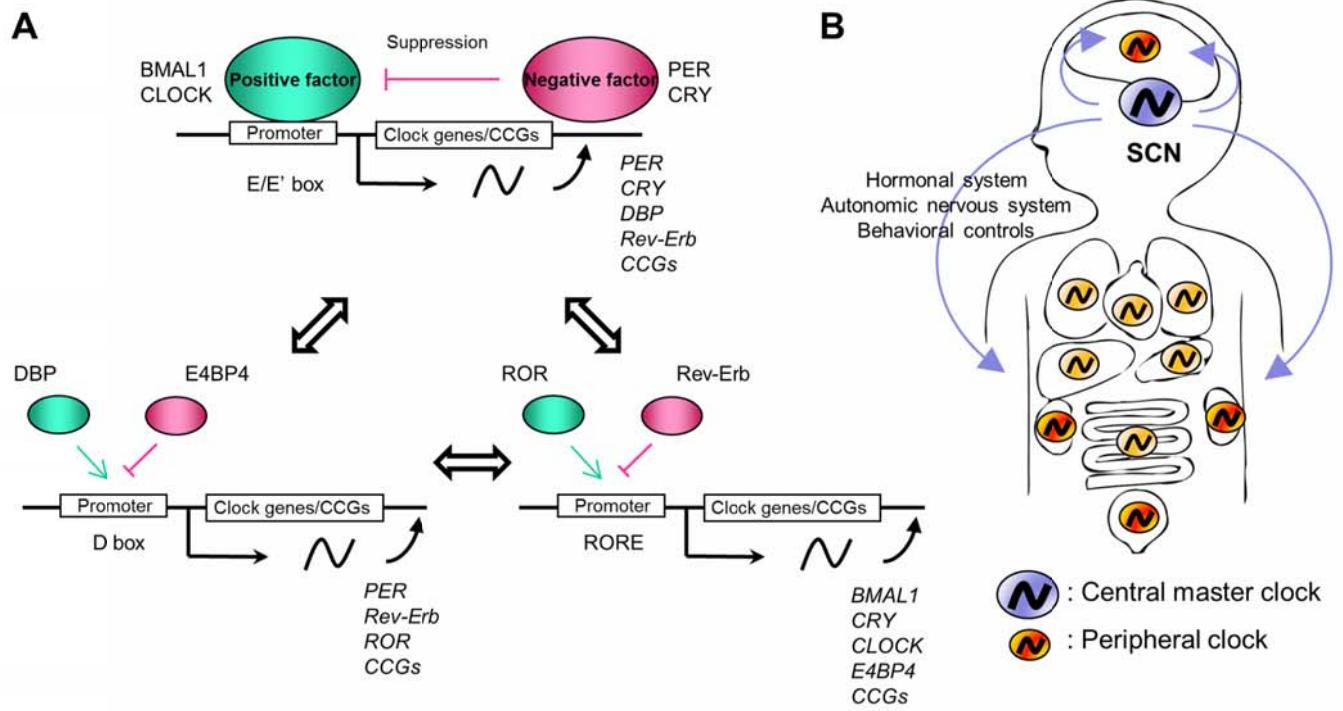 A
BMAL1
CLOCK
Positive factor
Suppression
Negative factor
PER
CRY
Promoter
Clock genes/CCGs
E/E' box
PER
CRY
DBP
Rev-Erb
CCGs
DBP
E4BP4
Promoter
Clock genes/CCGs
D box
PER
Rev-Erb
ROR
CCGs
ROR
Rev-Erb
Promoter
Clock genes/CCGs
RORE
BMAL1
CRY
CLOCK
E4BP4
CCGs
B
SCN
Hormonal system
Autonomic nervous system
Behavioral controls
: Central master clock
: Peripheral clock